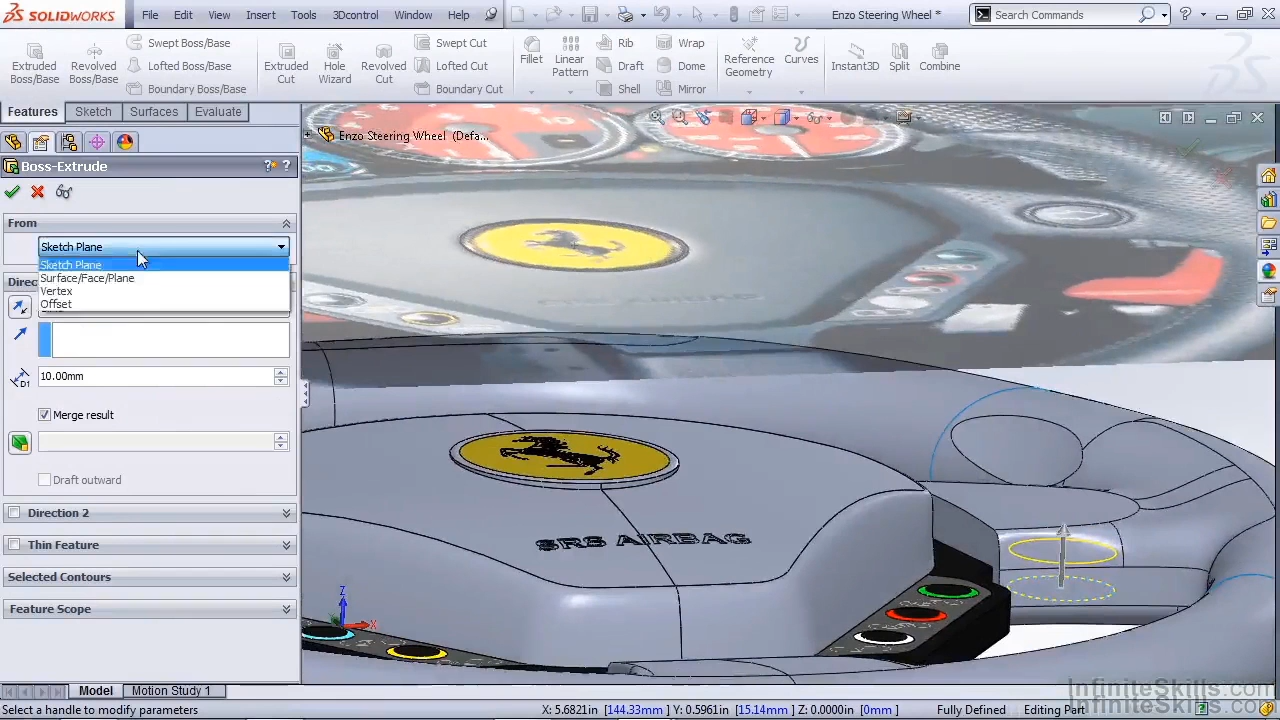 SOLIDWORKS File Edit View Insert Tools 3Dcontrol Window Help Enzo Steering Wheel * Search Commands
Extruded Boss/Base Revolved Boss/Base Swept Boss/Base Lofted Boss/Base Boundary Boss/Base Extruded Cut Hole Wizard Revolved Cut Swept Cut Lofted Cut Boundary Cut Fillet Linear Pattern Rib Draft Shell Wrap Dome Mirror Reference Geometry Curves Instant3D Split Combine
Features Sketch Surfaces Evaluate
Enzo Steering Wheel (Defa...
Boss-Extrude
From
Sketch Plane
Sketch Plane
Surface/Face/Plane
Vertex
Offset
10.00mm
D1
Merge result
Draft outward
Direction 2
Thin Feature
Selected Contours
Feature Scope
SRS AIRBAG
Z
X
Model Motion Study 1
Select a handle to modify parameters X: 5.6821in [144.33mm] Y: 0.5961in [15.14mm] Z: 0.0000in [0mm] Fully Defined Editing Part
InfiniteSkills.com
InfiniteSkills.com